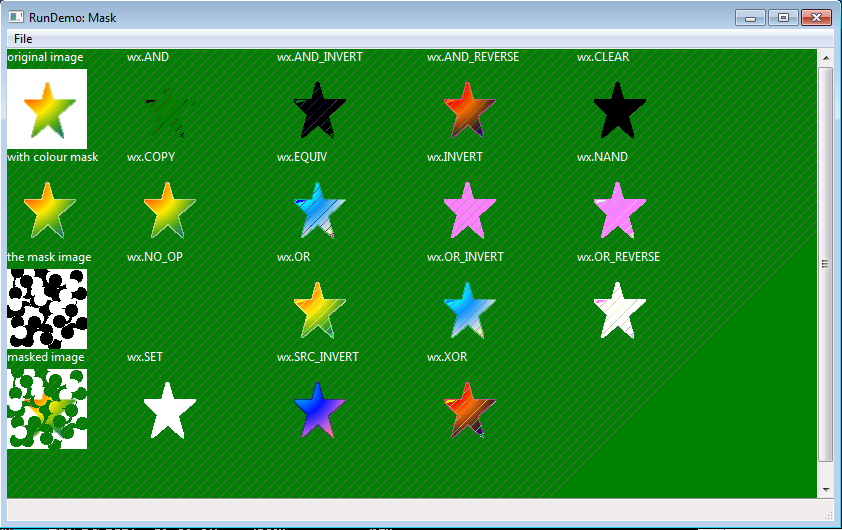 RunDemo: Mask
File
original image wx.AND wx.AND_INVERT wx.AND_REVERSE wx.CLEAR
with colour mask wx.COPY wx.EQUIV wx.INVERT wx.NAND
the mask image wx.NO_OP wx.OR wx.OR_INVERT wx.OR_REVERSE
masked image wx.SET wx.SRC_INVERT wx.XOR